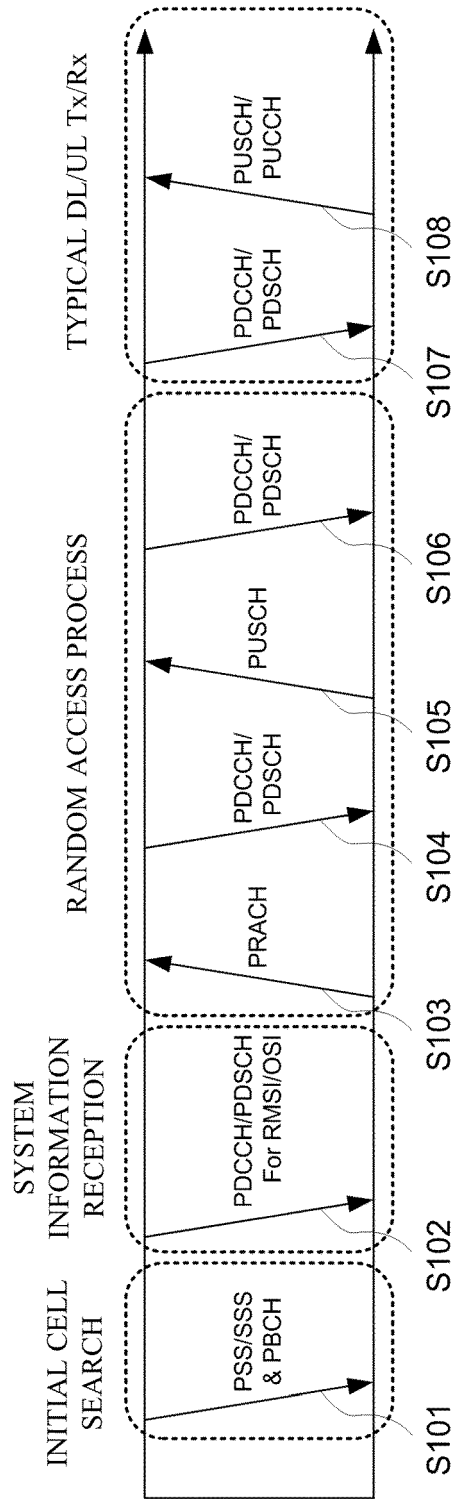 INITIAL CELL
SEARCH
PSS/SSS
& PBCH
S101
SYSTEM
INFORMATION
RECEPTION
PDCCH/PDSCH
For RMSI/OSI
S102
RANDOM ACCESS PROCESS
PRACH
S103
PDCCH/
PDSCH
S104
PUSCH
S105
PDCCH/
PDSCH
S106
TYPICAL DL/UL Tx/Rx
PDCCH/
PDSCH
S107
PUSCH/
PUCCH
S108